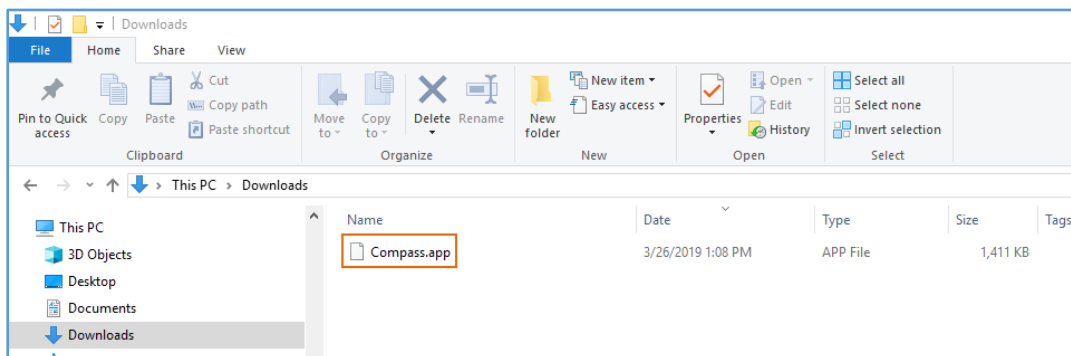 Downloads
File Home Share View
Pin to Quick access
Copy
Paste
Cut
Copy path
Paste shortcut
Clipboard
Move to
Copy to
Delete
Rename
Organize
New folder
New item
Easy access
New
Properties
Open
Edit
History
Open
Select all
Select none
Invert selection
Select
This PC > Downloads
This PC
3D Objects
Desktop
Documents
Downloads
Name Date Type Size Tags
Compass.app 3/26/2019 1:08 PM APP File 1,411 KB